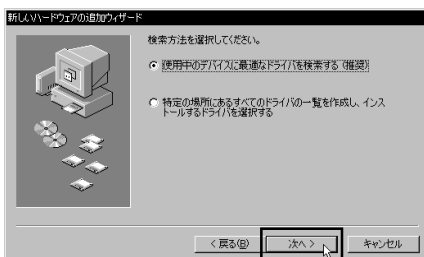 新しいハードウェアの追加ウィザード
検索方法を選択してください。
使用中のデバイスに最適なドライバを検索する (推奨)
特定の場所にあるすべてのドライバの一覧を作成し、インス
トールするドライバを選択する
< 戻る(B)
次へ >
キャンセル